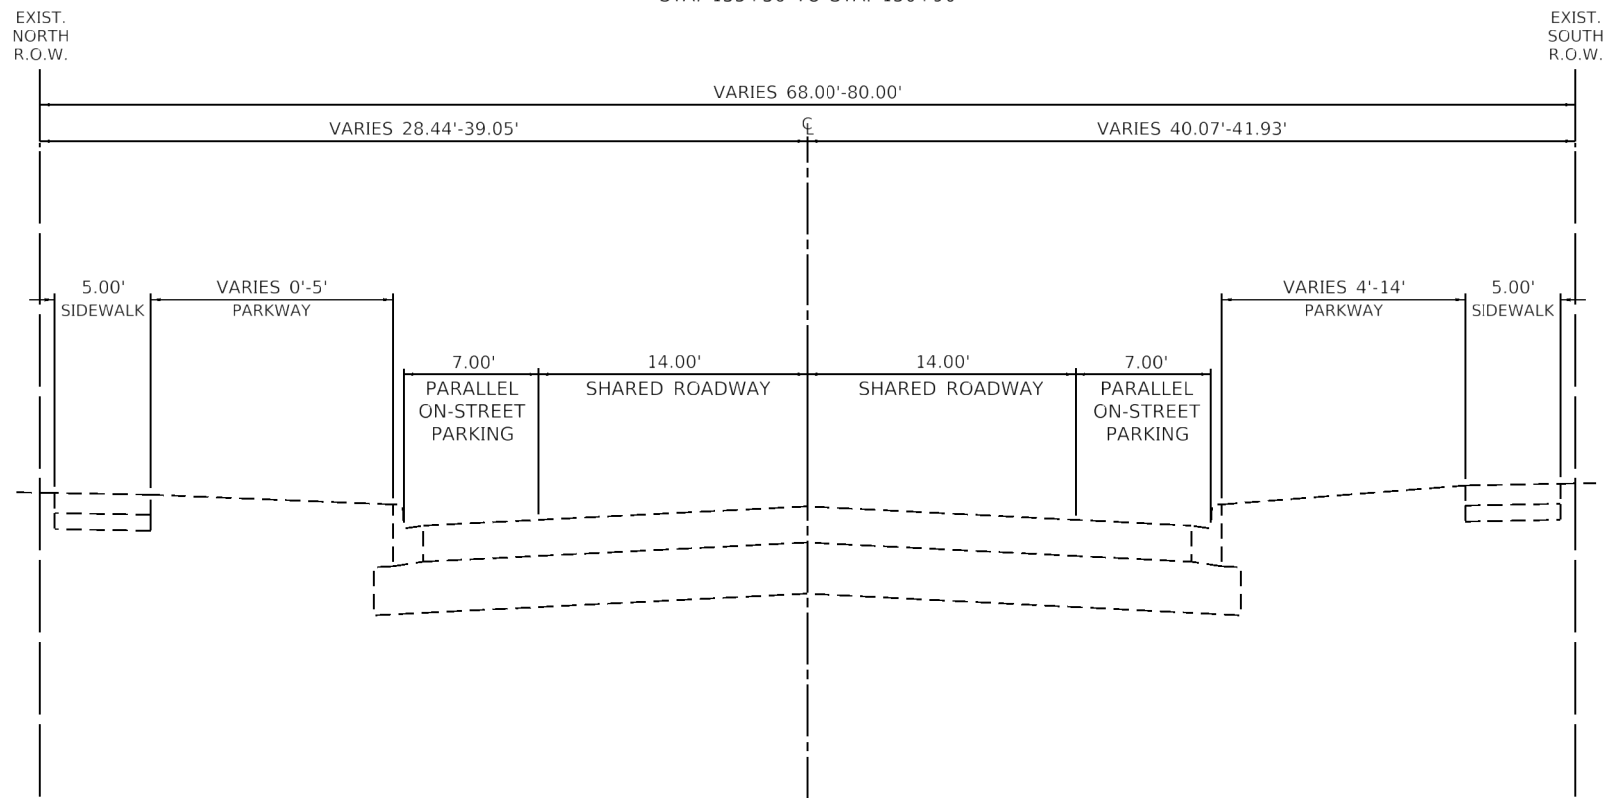 EXIST.
NORTH
R.O.W.
EXIST.
SOUTH
R.O.W.
VARIES 68.00'-80.00'
VARIES 28.44'-39.05'
℄
VARIES 40.07'-41.93'
5.00'
SIDEWALK
VARIES 0'-5'
PARKWAY
VARIES 4'-14'
PARKWAY
5.00'
SIDEWALK
7.00'
PARALLEL
ON-STREET
PARKING
14.00'
SHARED ROADWAY
14.00'
SHARED ROADWAY
7.00'
PARALLEL
ON-STREET
PARKING